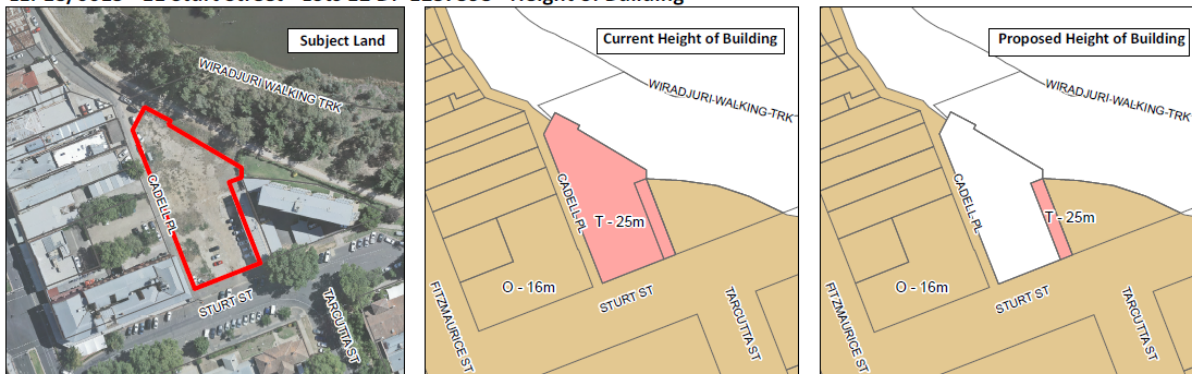 Subject Land
WIRADJURI WALKING TRK
CADELL PL
STURT ST
TARCUTTA ST
Current Height of Building
WIRADJURI-WALKING-TRK
CADELL-PL
T - 25m
O - 16m
STURT ST
FITZMAURICE ST
TARCUTTA ST
Proposed Height of Building
WIRADJURI-WALKING-TRK
CADELL-PL
T - 25m
O - 16m
STURT ST
FITZMAURICE ST
TARCUTTA ST